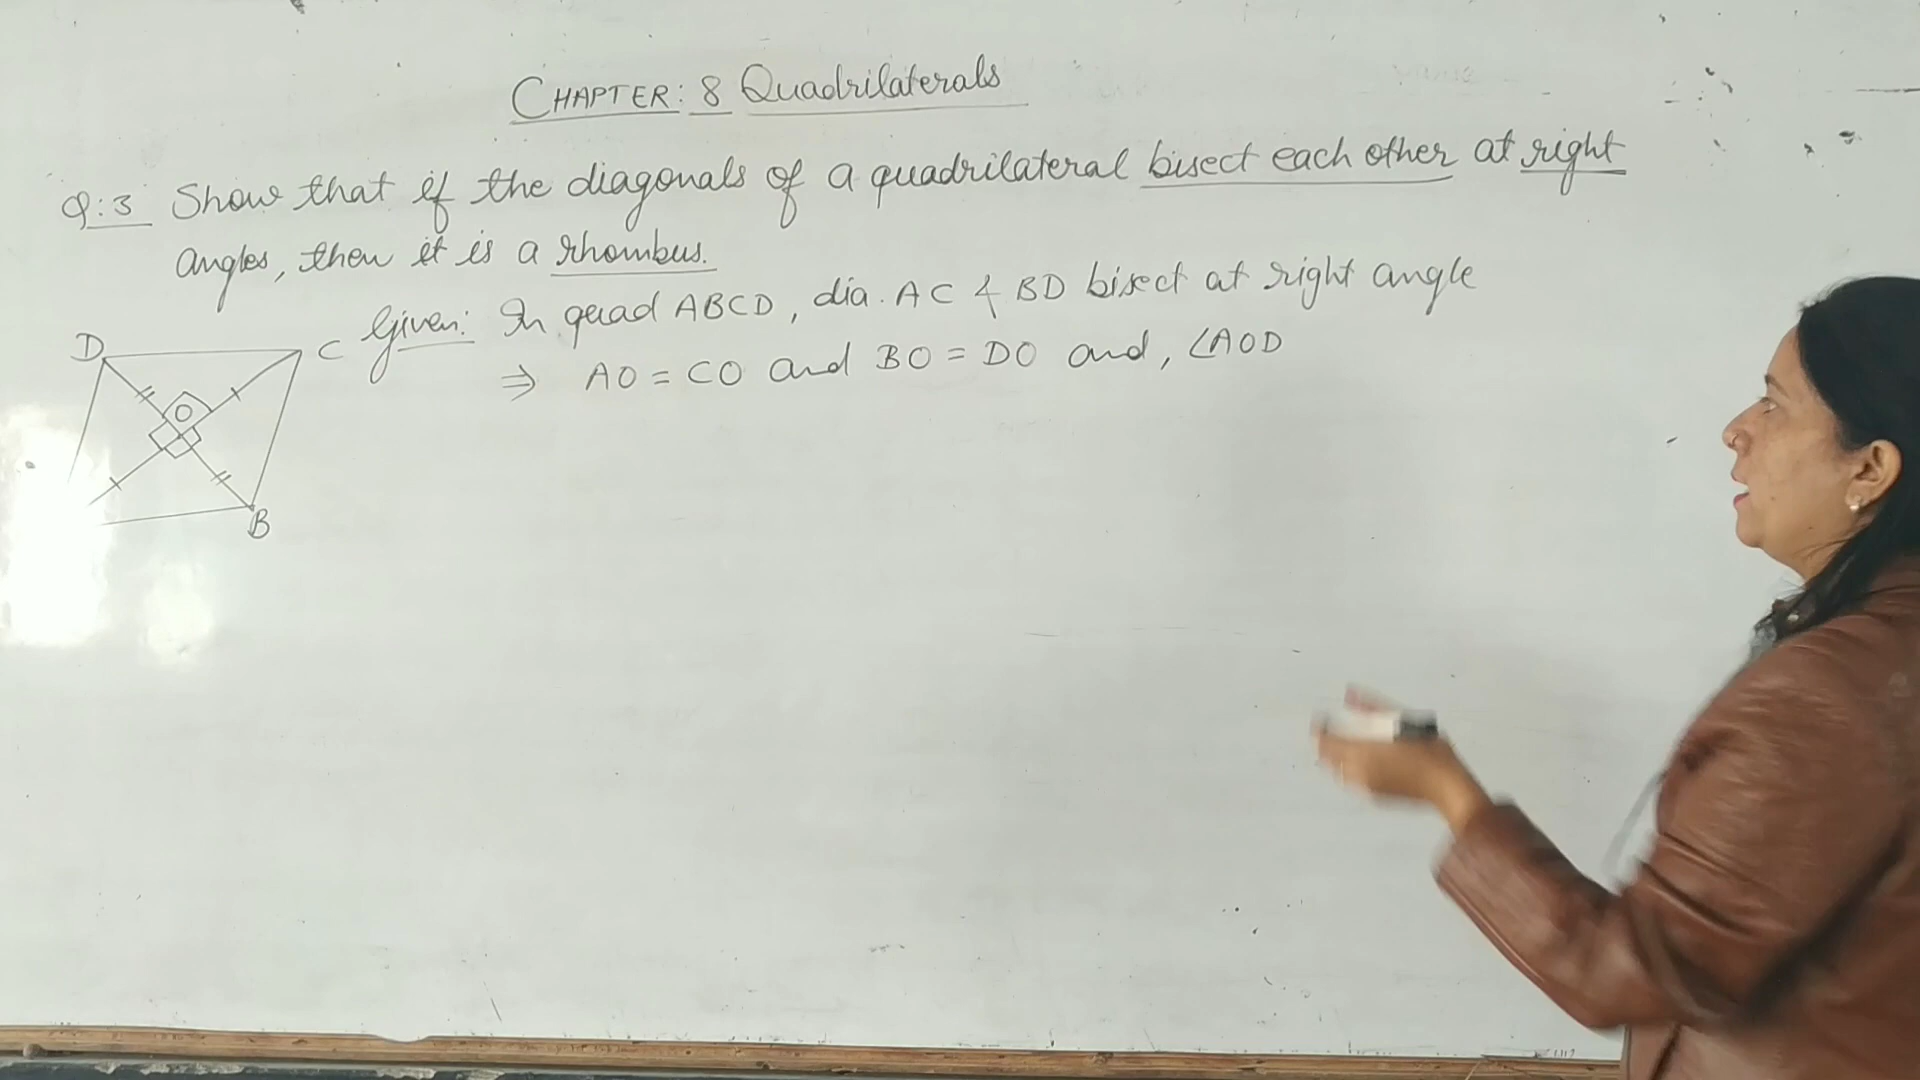 CHAPTER: 8 Quadrilaterals
Q:3 Show that if the diagonals of a quadrilateral bisect each other at right
angles, then it is a rhombus.
Given: In quad ABCD, dia. AC & BD bisect at right angle
⇒ AO = CO and BO = DO and, ∠AOD
D
C
O
B